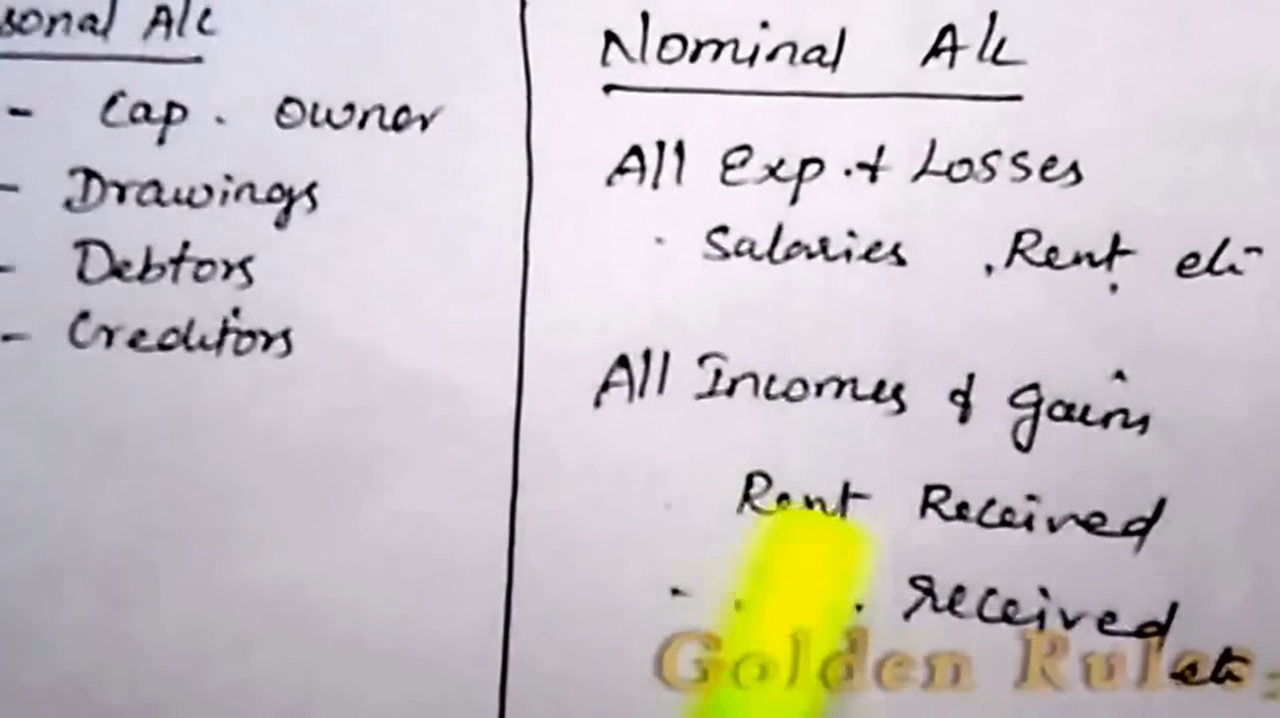 sonal A/c
- Cap. Owner
- Drawings
- Debtors
- Creditors
Nominal A/c
All Exp. & Losses
. Salaries, Rent etc
All Incomes & gains
Rent Received
- received
etc
Golden Rules